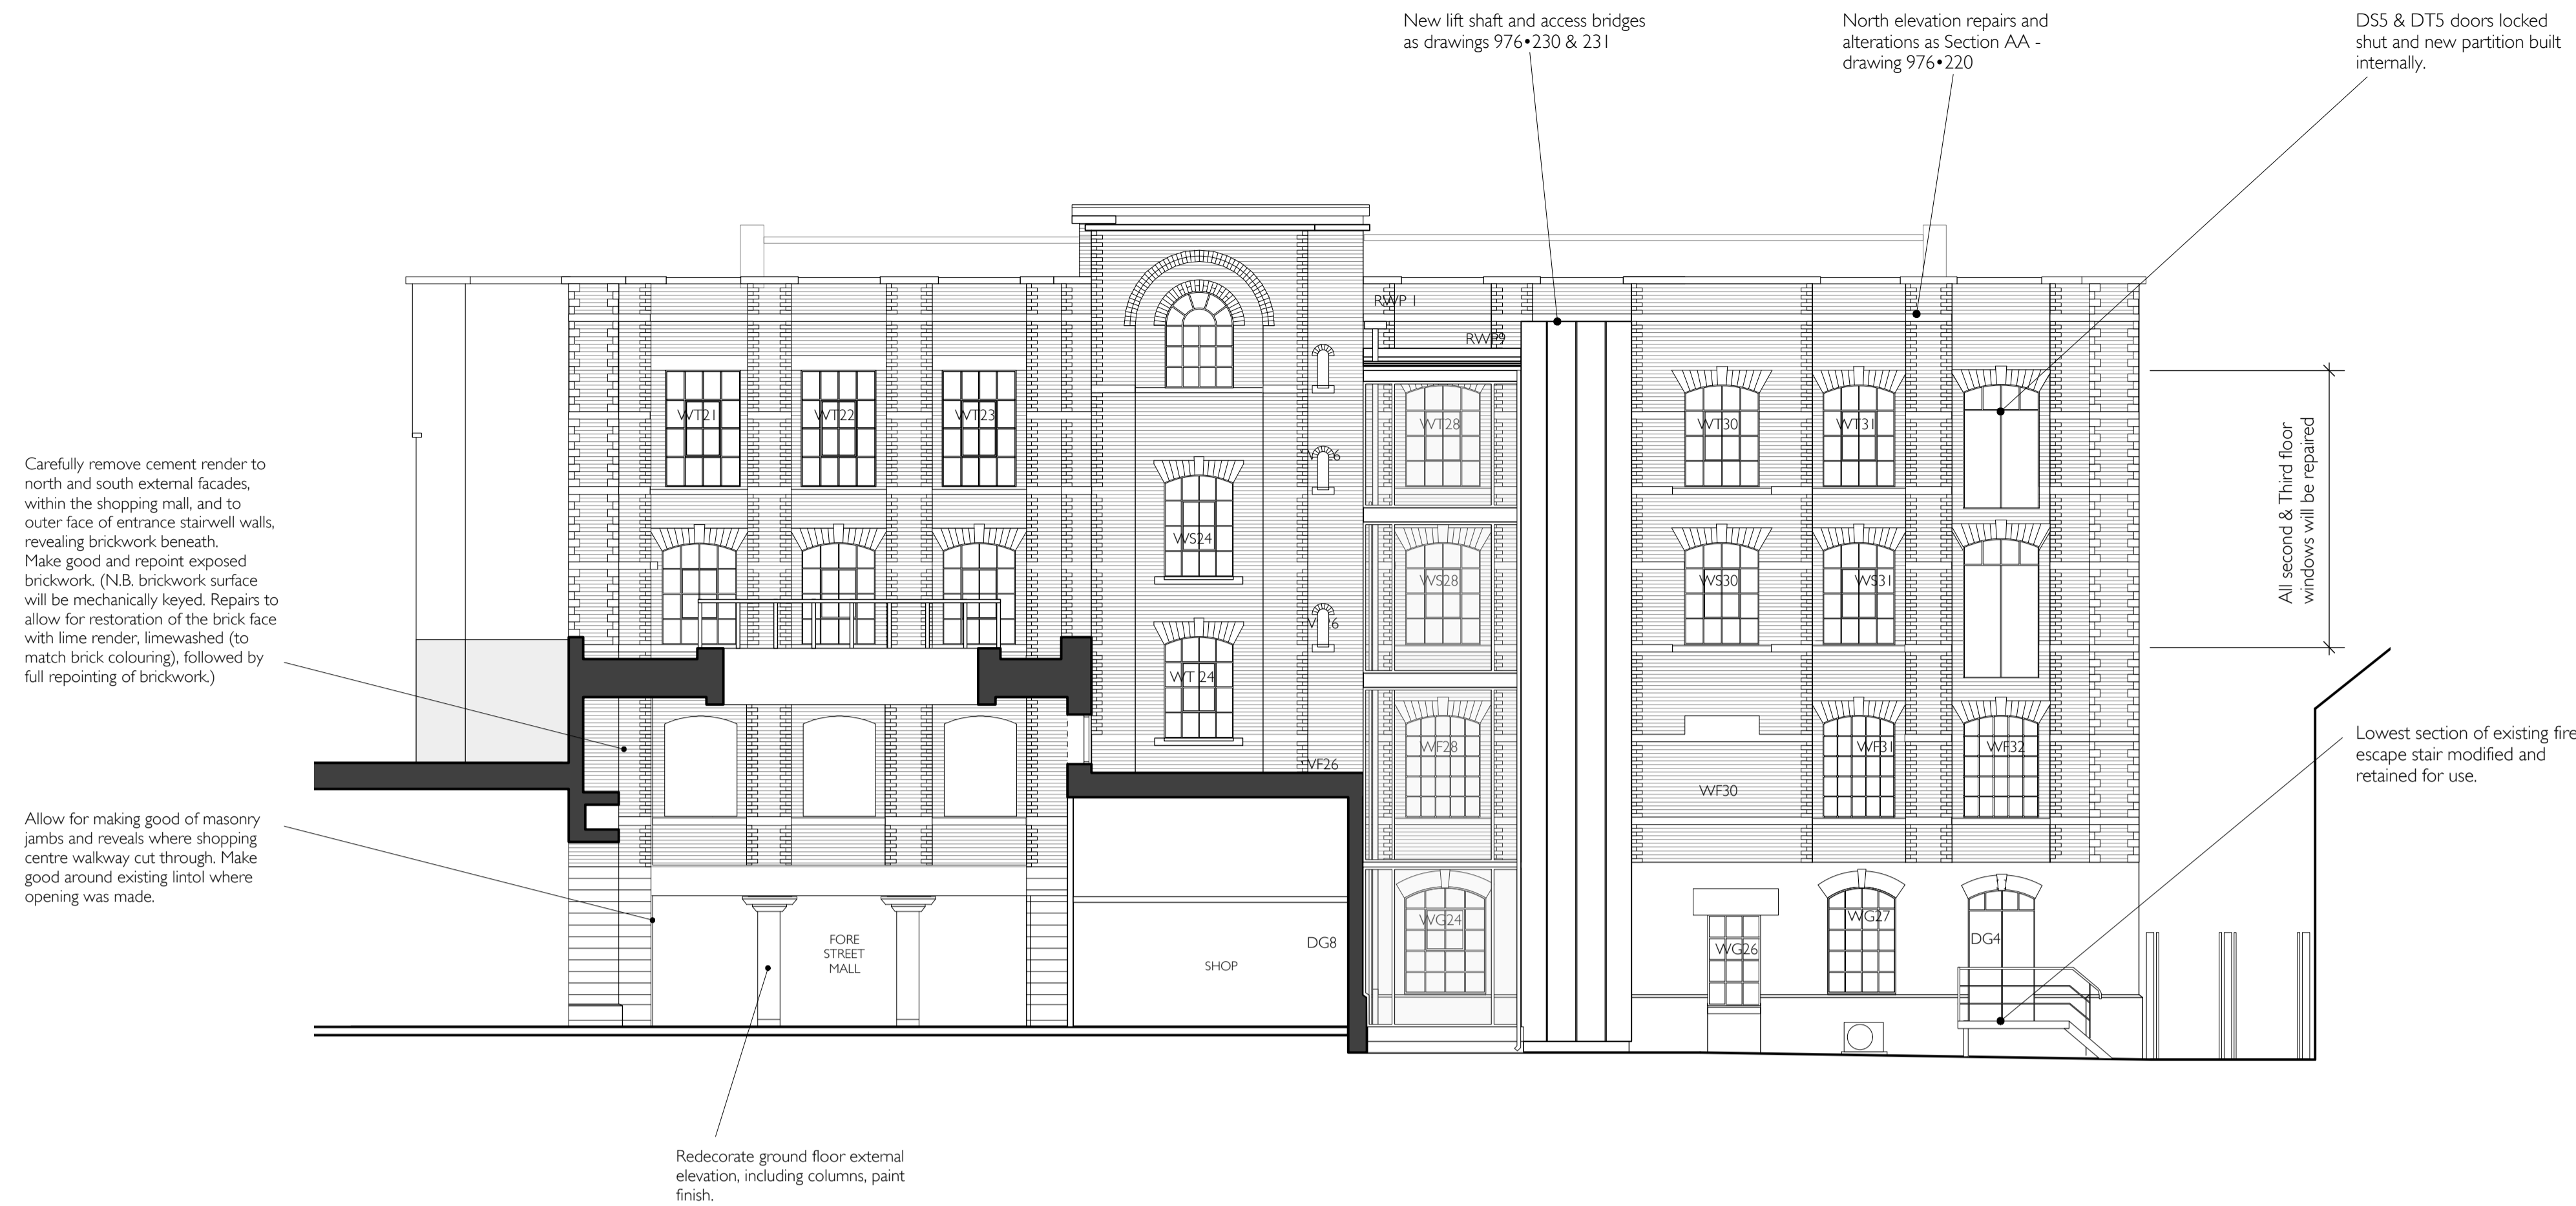 New lift shaft and access bridges
as drawings 976•230 & 231
North elevation repairs and
alterations as Section AA -
drawing 976•220
DS5 & DT5 doors locked
shut and new partition built
internally.
RWP 1
RWP9
WT21
WT22
WT23
WT28
WT30
WT31
WS24
WS28
WS30
WS31
All second & Third floor
windows will be repaired
Carefully remove cement render to
north and south external facades,
within the shopping mall, and to
outer face of entrance stairwell walls,
revealing brickwork beneath.
Make good and repoint exposed
brickwork. (N.B. brickwork surface
will be mechanically keyed. Repairs to
allow for restoration of the brick face
with lime render, limewashed (to
match brick colouring), followed by
full repointing of brickwork.)
WT 24
VF26
WF28
WF31
WF32
WF30
Lowest section of existing fire
escape stair modified and
retained for use.
Allow for making good of masonry
jambs and reveals where shopping
centre walkway cut through. Make
good around existing lintol where
opening was made.
FORE
STREET
MALL
SHOP
DG8
WG24
WG26
WG27
DG4
Redecorate ground floor external
elevation, including columns, paint
finish.